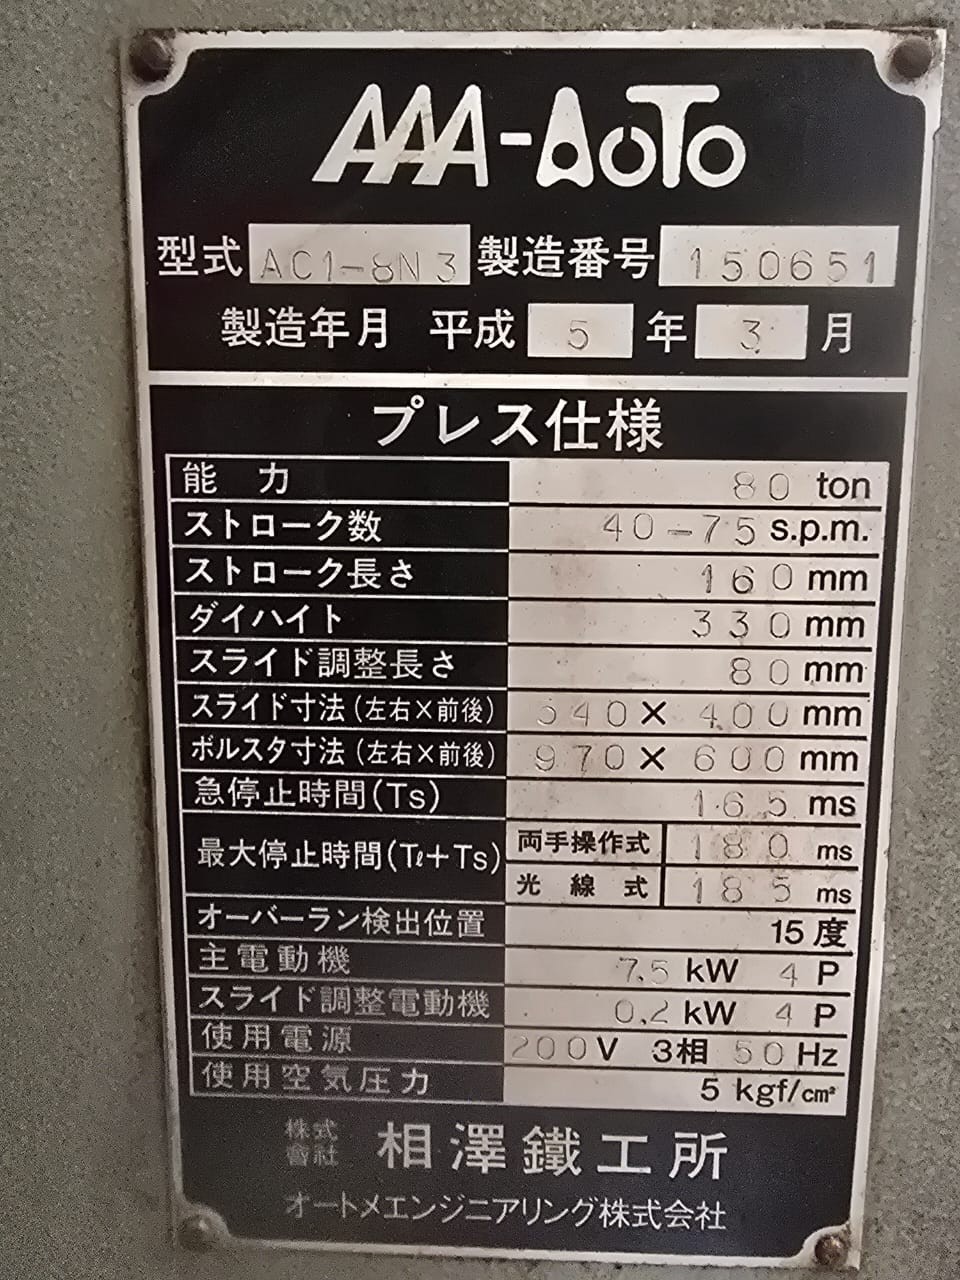 AAA-AOTO
型式 AC1-8N3 製造番号 150651
製造年月 平成 5 年 3 月
プレス仕様
能力 80 ton
ストローク数 40-75 s.p.m.
ストローク長さ 160 mm
ダイハイト 330 mm
スライド調整長さ 80 mm
スライド寸法(左右×前後) 540 × 400 mm
ボルスタ寸法(左右×前後) 970 × 600 mm
急停止時間(Ts) 165 ms
最大停止時間(Tℓ+Ts) 両手操作式 180 ms
光線式 185 ms
オーバーラン検出位置 15度
主電動機 7.5 kW 4 P
スライド調整電動機 0.2 kW 4 P
使用電源 200V 3相 50 Hz
使用空気圧力 5 kgf/cm²
株式會社 相澤鐵工所
オートメエンジニアリング株式会社